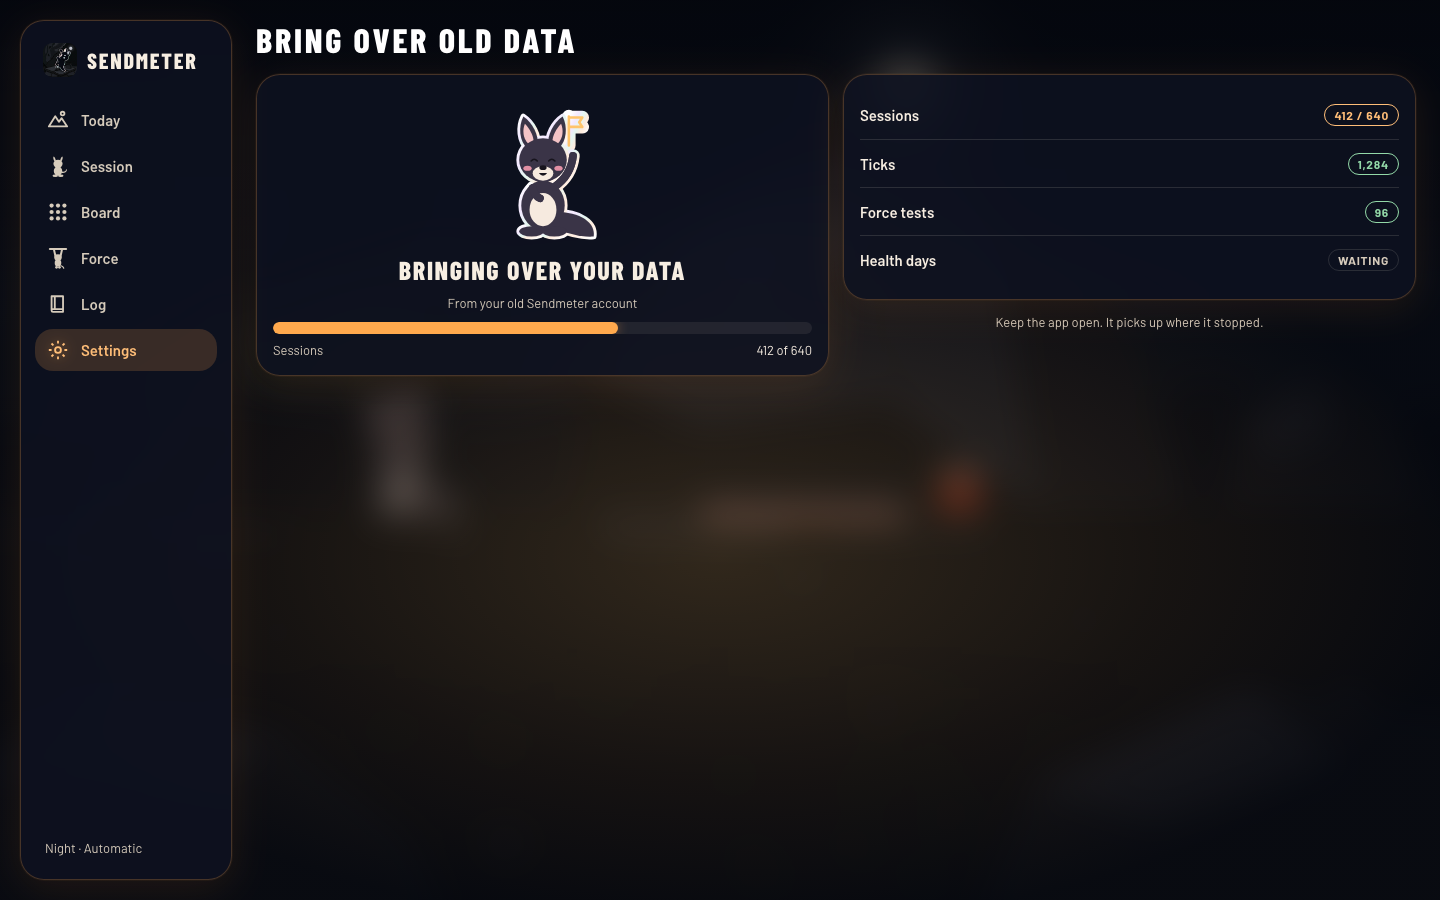 SENDMETER
Today
Session
Board
Force
Log
Settings
Night · Automatic
BRING OVER OLD DATA
BRINGING OVER YOUR DATA
From your old Sendmeter account
Sessions 412 of 640
Sessions 412 / 640
Ticks 1,284
Force tests 96
Health days WAITING
Keep the app open. It picks up where it stopped.